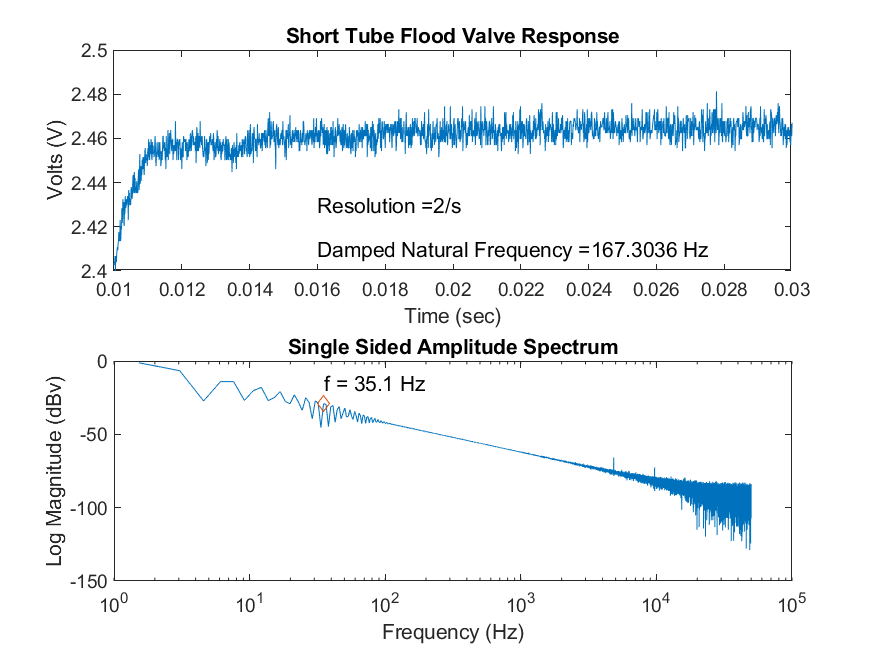 Short Tube Flood Valve Response
Volts (V)
2.5
2.48
2.46
2.44
2.42
2.4
Resolution =2/s
Damped Natural Frequency =167.3036 Hz
0.01 0.012 0.014 0.016 0.018 0.02 0.022 0.024 0.026 0.028 0.03
Time (sec)
Single Sided Amplitude Spectrum
Log Magnitude (dBv)
0
-50
-100
-150
f = 35.1 Hz
10^0 10^1 10^2 10^3 10^4 10^5
Frequency (Hz)